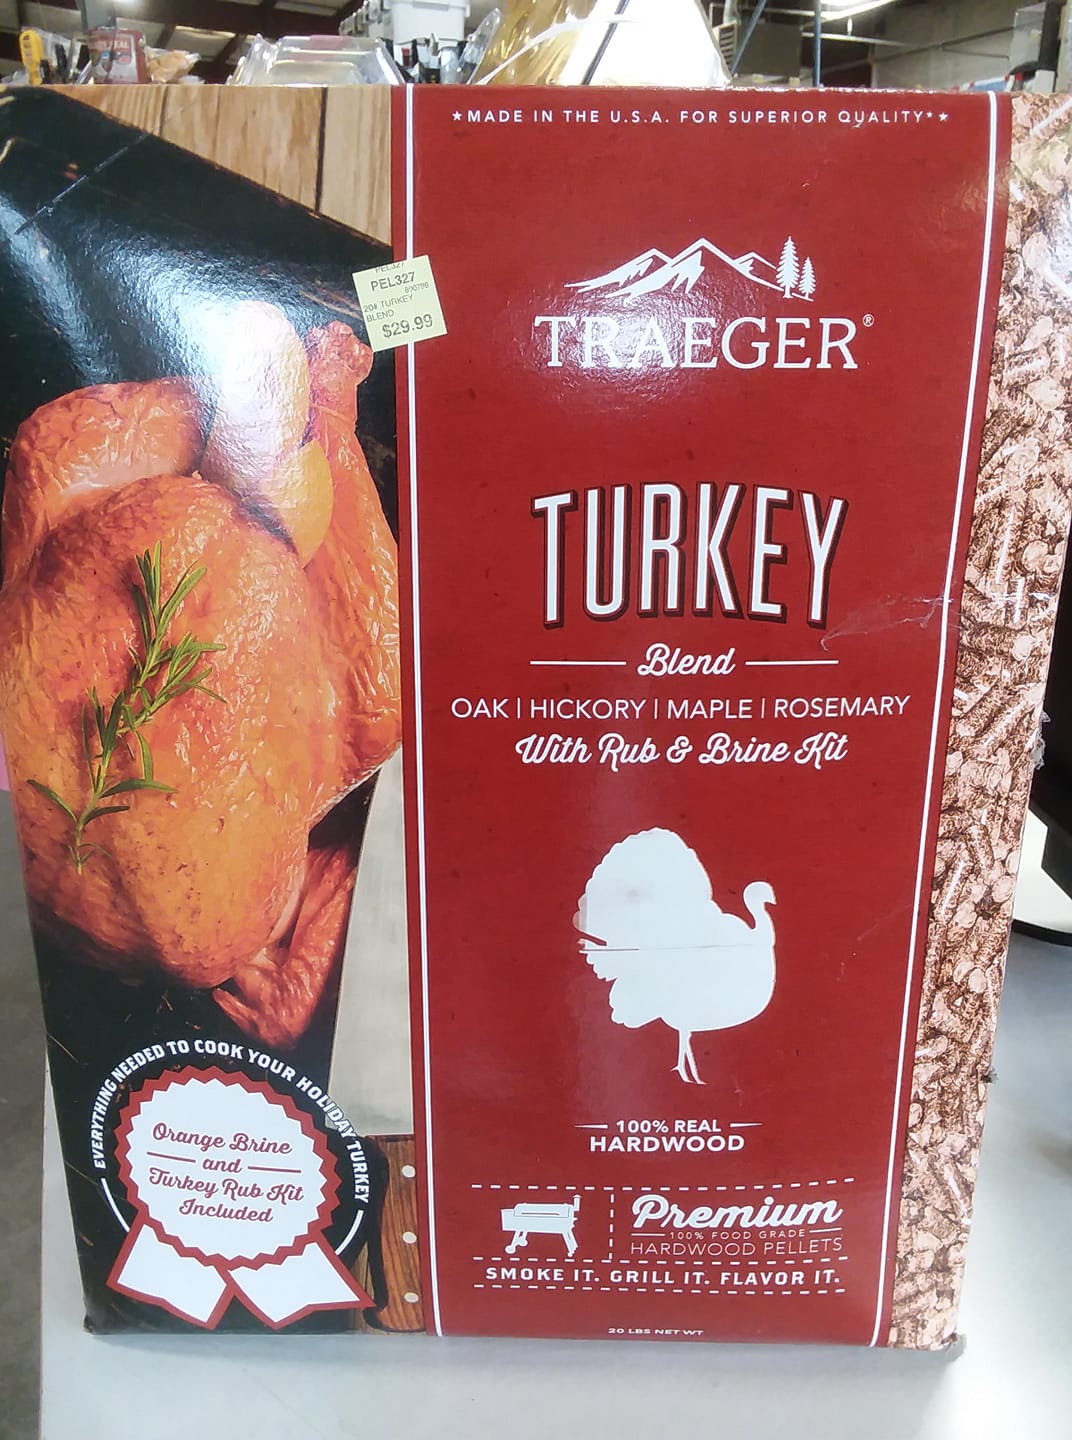 ★MADE IN THE U.S.A. FOR SUPERIOR QUALITY*★
TRAEGER®
PEL327
PEL327
890798
20# TURKEY
BLEND
$29.99
TURKEY
Blend
OAK | HICKORY | MAPLE | ROSEMARY
With Rub & Brine Kit
100% REAL
HARDWOOD
Premium
100% FOOD GRADE
HARDWOOD PELLETS
SMOKE IT. GRILL IT. FLAVOR IT.
20 LBS NET WT
EVERYTHING NEEDED TO COOK YOUR HOLIDAY TURKEY
Orange Brine
and
Turkey Rub Kit
Included